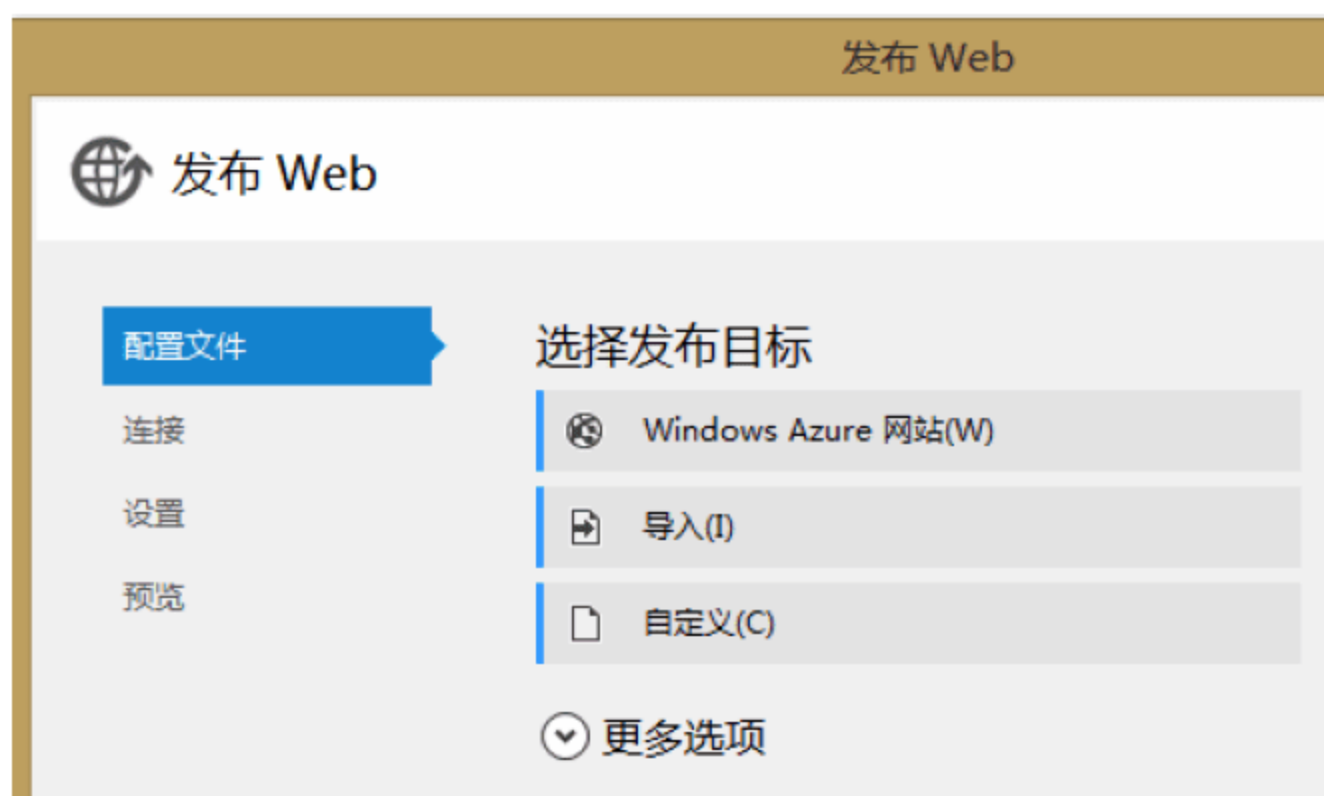 发布 Web
发布 Web
配置文件
连接
设置
预览
选择发布目标
Windows Azure 网站(W)
导入(I)
自定义(C)
更多选项